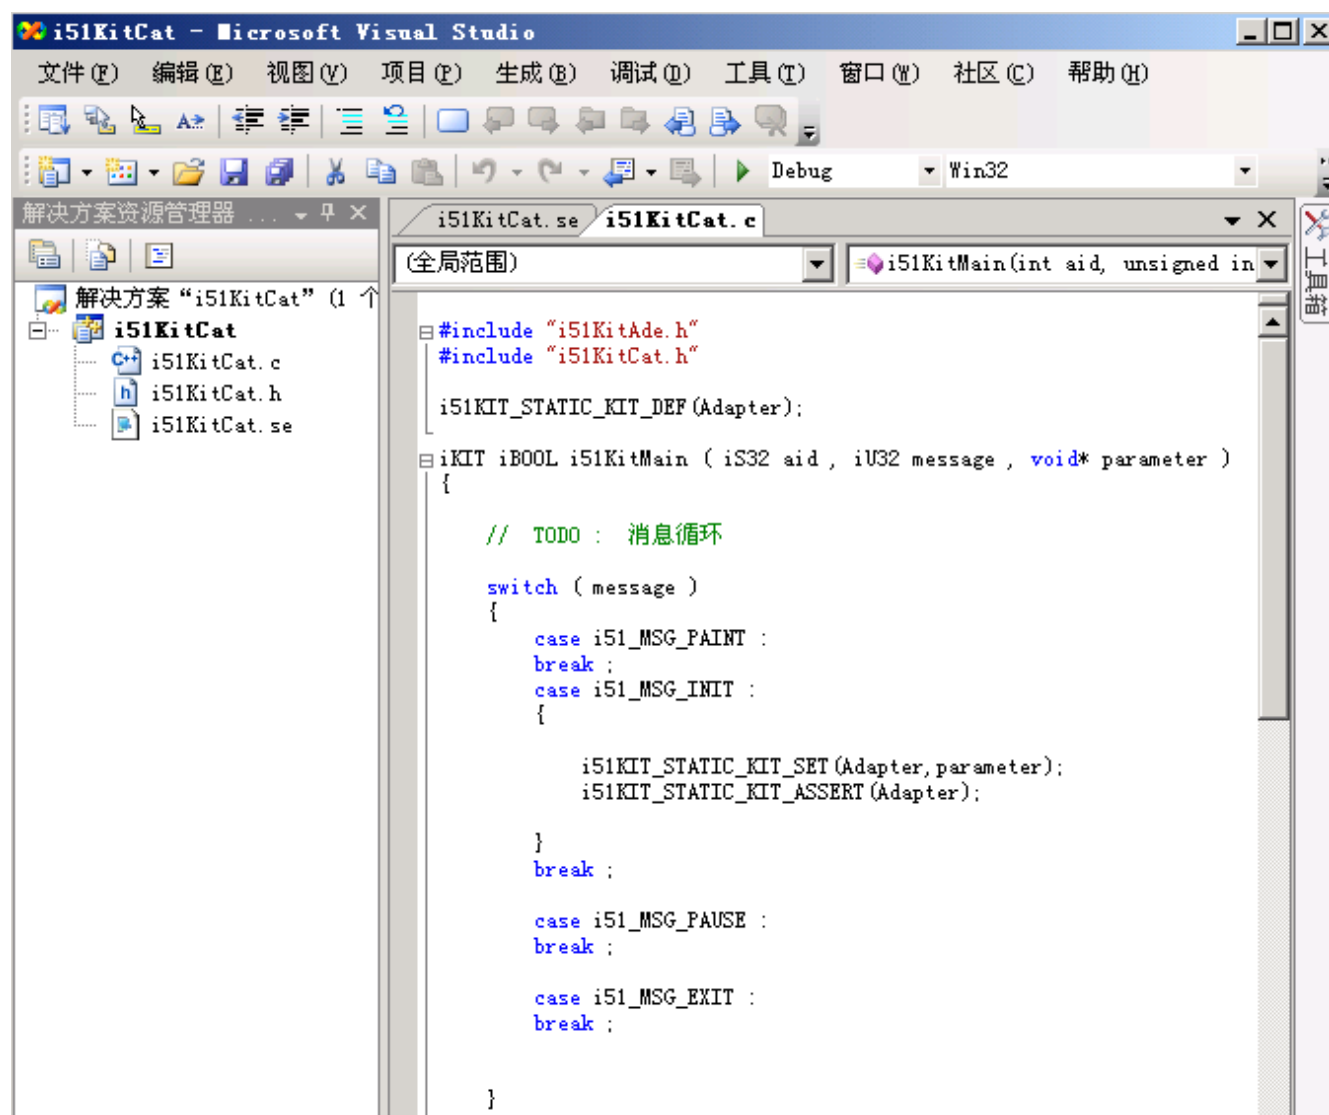 i51KitCat - Microsoft Visual Studio
文件(F) 编辑(E) 视图(V) 项目(P) 生成(B) 调试(D) 工具(T) 窗口(W) 社区(C) 帮助(H)
Debug Win32
解决方案资源管理器 ...
解决方案 “i51KitCat” (1 个
i51KitCat
i51KitCat.c
i51KitCat.h
i51KitCat.se
i51KitCat.se i51KitCat.c
(全局范围) i51KitMain(int aid, unsigned in
工具箱
#include "i51KitAde.h"
#include "i51KitCat.h"
i51KIT_STATIC_KIT_DEF(Adapter);
iKIT iBOOL i51KitMain ( iS32 aid , iU32 message , void* parameter )
{
// TODO : 消息循环
switch ( message )
{
case i51_MSG_PAINT :
break ;
case i51_MSG_INIT :
{
i51KIT_STATIC_KIT_SET(Adapter,parameter);
i51KIT_STATIC_KIT_ASSERT(Adapter);
}
break ;
case i51_MSG_PAUSE :
break ;
case i51_MSG_EXIT :
break ;
}